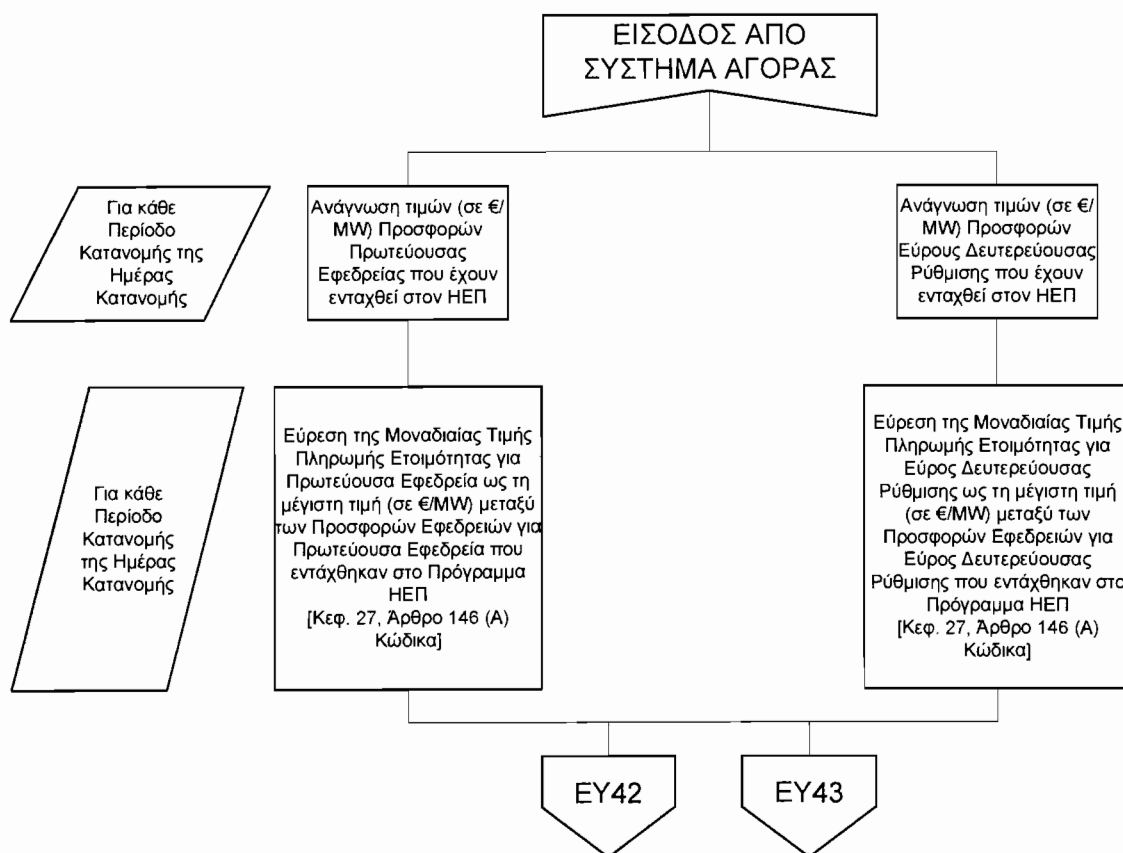 ΕΙΣΟΔΟΣ ΑΠΟ
ΣΥΣΤΗΜΑ ΑΓΟΡΑΣ
Για κάθε
Περίοδο
Κατανομής της
Ημέρας
Κατανομής
Ανάγνωση τιμών (σε €/
MW) Προσφορών
Πρωτεύουσας
Εφεδρείας που έχουν
ενταχθεί στον ΗΕΠ
Ανάγνωση τιμών (σε €/
MW) Προσφορών
Εύρους Δευτερεύουσας
Ρύθμισης που έχουν
ενταχθεί στον ΗΕΠ
Για κάθε
Περίοδο
Κατανομής
της Ημέρας
Κατανομής
Εύρεση της Μοναδιαίας Τιμής
Πληρωμής Ετοιμότητας για
Πρωτεύουσα Εφεδρεία ως τη
μέγιστη τιμή (σε €/MW) μεταξύ
των Προσφορών Εφεδρειών για
Πρωτεύουσα Εφεδρεία που
εντάχθηκαν στο Πρόγραμμα
ΗΕΠ
[Κεφ. 27, Άρθρο 146 (Α)
Κώδικα]
Εύρεση της Μοναδιαίας Τιμής
Πληρωμής Ετοιμότητας για
Εύρος Δευτερεύουσας
Ρύθμισης ως τη μέγιστη τιμή
(σε €/MW) μεταξύ των
Προσφορών Εφεδρειών για
Εύρος Δευτερεύουσας
Ρύθμισης που εντάχθηκαν στο
Πρόγραμμα ΗΕΠ
[Κεφ. 27, Άρθρο 146 (Α)
Κώδικα]
ΕΥ42
ΕΥ43